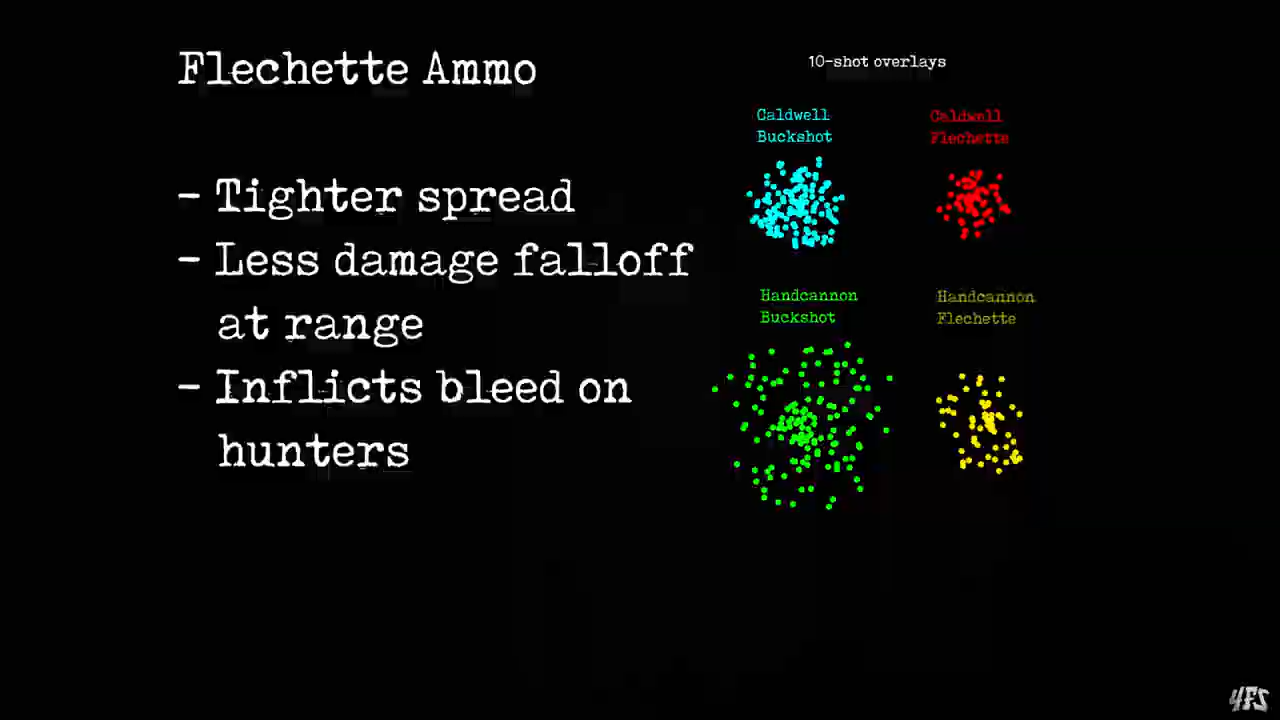 Flechette Ammo
- Tighter spread
- Less damage falloff
at range
- Inflicts bleed on
hunters
10-shot overlays
Caldwell
Buckshot
Caldwell
Flechette
Handcannon
Buckshot
Handcannon
Flechette
4FS